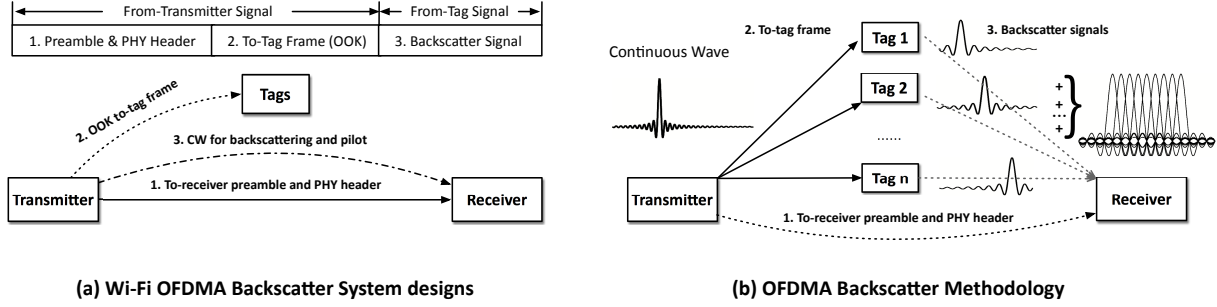 From-Transmitter Signal
From-Tag Signal
1. Preamble & PHY Header
2. To-Tag Frame (OOK)
3. Backscatter Signal
Tags
2. OOK to-tag frame
3. CW for backscattering and pilot
1. To-receiver preamble and PHY header
Transmitter
Receiver
(a) Wi-Fi OFDMA Backscatter System designs
Continuous Wave
2. To-tag frame
Tag 1
3. Backscatter signals
Tag 2
+
+
...
+
......
Tag n
Transmitter
Receiver
1. To-receiver preamble and PHY header
(b) OFDMA Backscatter Methodology